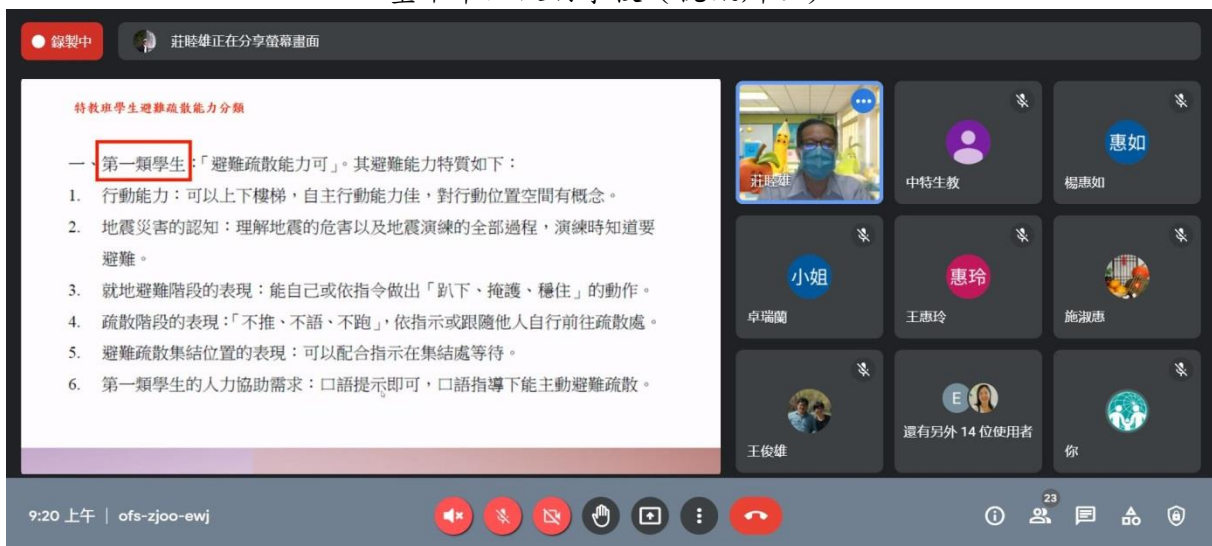 錄製中
莊睦雄正在分享螢幕畫面
特教班學生避難疏散能力分類
一、第一類學生:「避難疏散能力可」。其避難能力特質如下:
1. 行動能力:可以上下樓梯,自主行動能力佳,對行動位置空間有概念。
2. 地震災害的認知:理解地震的危害以及地震演練的全部過程,演練時知道要
避難。
3. 就地避難階段的表現:能自己或依指令做出「趴下、掩護、穩住」的動作。
4. 疏散階段的表現:「不推、不語、不跑」,依指示或跟隨他人自行前往疏散處。
5. 避難疏散集結位置的表現:可以配合指示在集結處等待。
6. 第一類學生的人力協助需求:口語提示即可,口語指導下能主動避難疏散。
莊睦雄
中特生教
惠如
楊惠如
小姐
卓瑞蘭
惠玲
王惠玲
施淑惠
王俊雄
E
還有另外 14 位使用者
你
9:20 上午 | ofs-zjoo-ewj
23